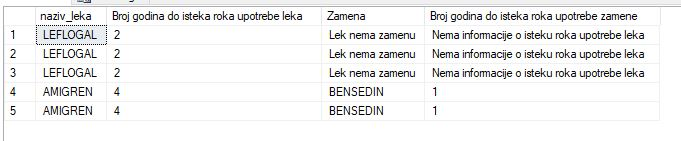 naziv_leka Broj godina do isteka roka upotrebe leka Zamena Broj godina do isteka roka upotrebe zamene
1 LEFLOGAL 2 Lek nema zamenu Nema informacije o isteku roka upotrebe leka
2 LEFLOGAL 2 Lek nema zamenu Nema informacije o isteku roka upotrebe leka
3 LEFLOGAL 2 Lek nema zamenu Nema informacije o isteku roka upotrebe leka
4 AMIGREN 4 BENSEDIN 1
5 AMIGREN 4 BENSEDIN 1